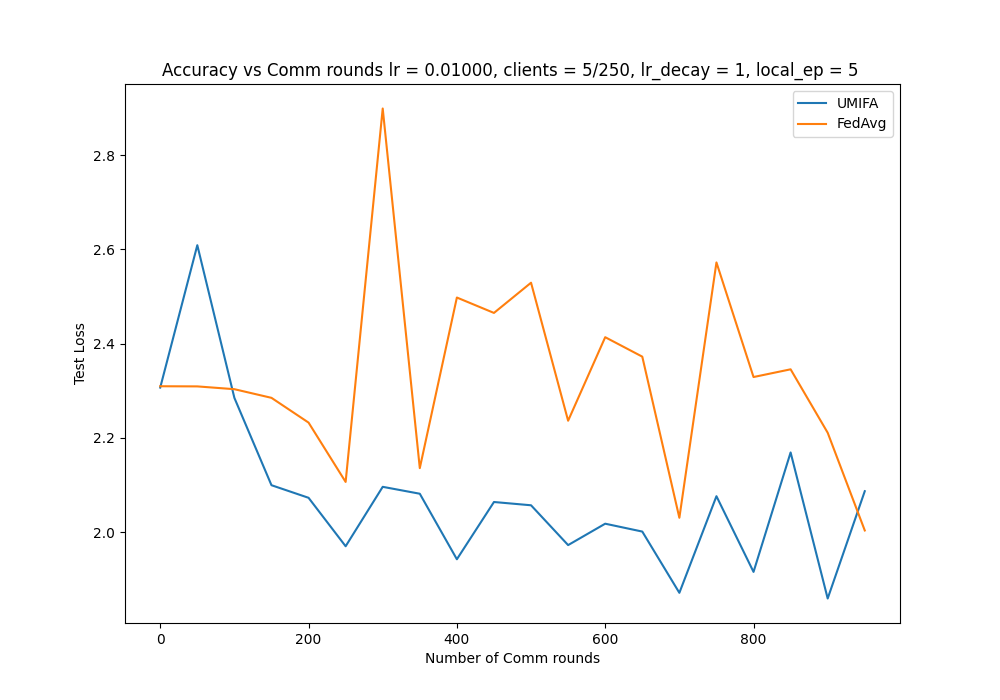 Accuracy vs Comm rounds lr = 0.01000, clients = 5/250, lr_decay = 1, local_ep = 5
UMIFA
FedAvg
2.8
2.6
2.4
2.2
2.0
Test Loss
0 200 400 600 800
Number of Comm rounds